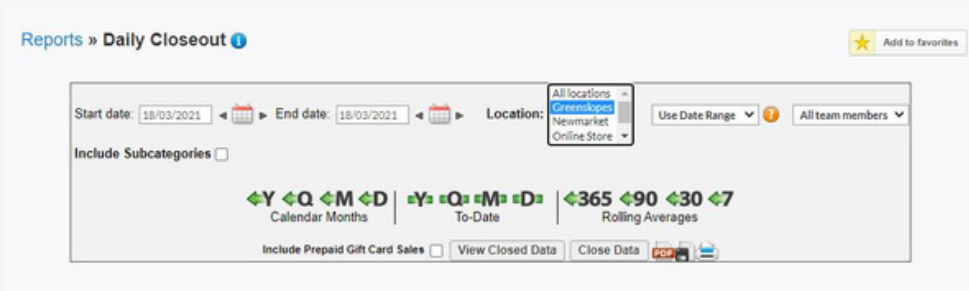 Reports » Daily Closeout
Add to favorites
Start date: 18/03/2021 End date: 18/03/2021 Location: All locations
Greenslopes
Newmarket
Online Store
Use Date Range ? All team members
Include Subcategories
Y Q M D Y Q M D 365 90 30 7
Calendar Months To-Date Rolling Averages
Include Prepaid Gift Card Sales View Closed Data Close Data PDF